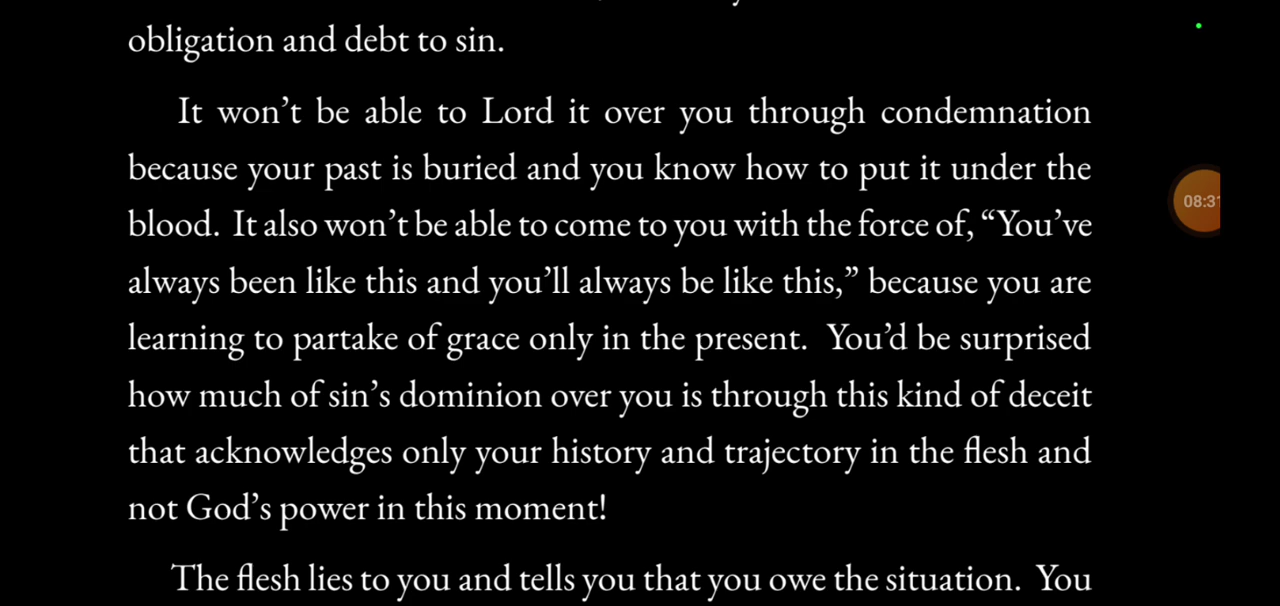 obligation and debt to sin.
It won’t be able to Lord it over you through condemnation
because your past is buried and you know how to put it under the
blood. It also won’t be able to come to you with the force of, “You’ve
always been like this and you’ll always be like this,” because you are
learning to partake of grace only in the present. You’d be surprised
how much of sin’s dominion over you is through this kind of deceit
that acknowledges only your history and trajectory in the flesh and
not God’s power in this moment!
The flesh lies to you and tells you that you owe the situation. You